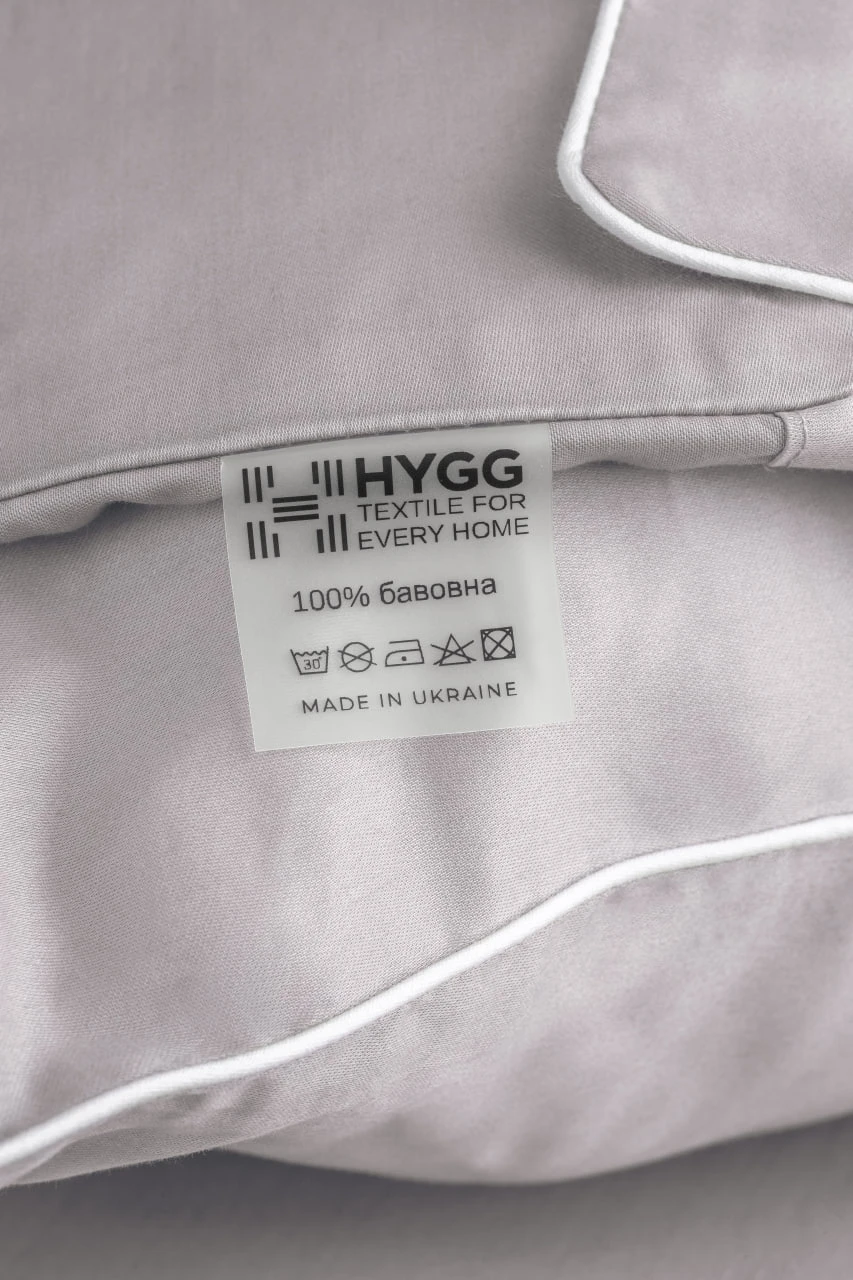 HYGG
TEXTILE FOR
EVERY HOME
100% бавовна
30°
MADE IN UKRAINE